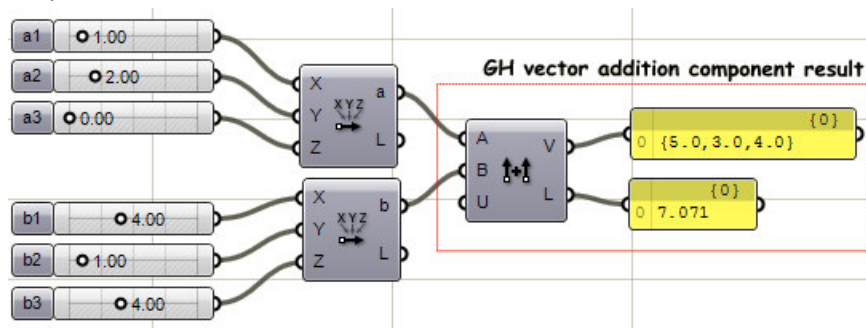 a1 1.00
a2 2.00
a3 0.00
X a
Y XYZ
Z L
GH vector addition component result
A V
B
U L
{0}
0 {5.0,3.0,4.0}
{0}
0 7.071
b1 4.00
b2 1.00
b3 4.00
X b
Y XYZ
Z L